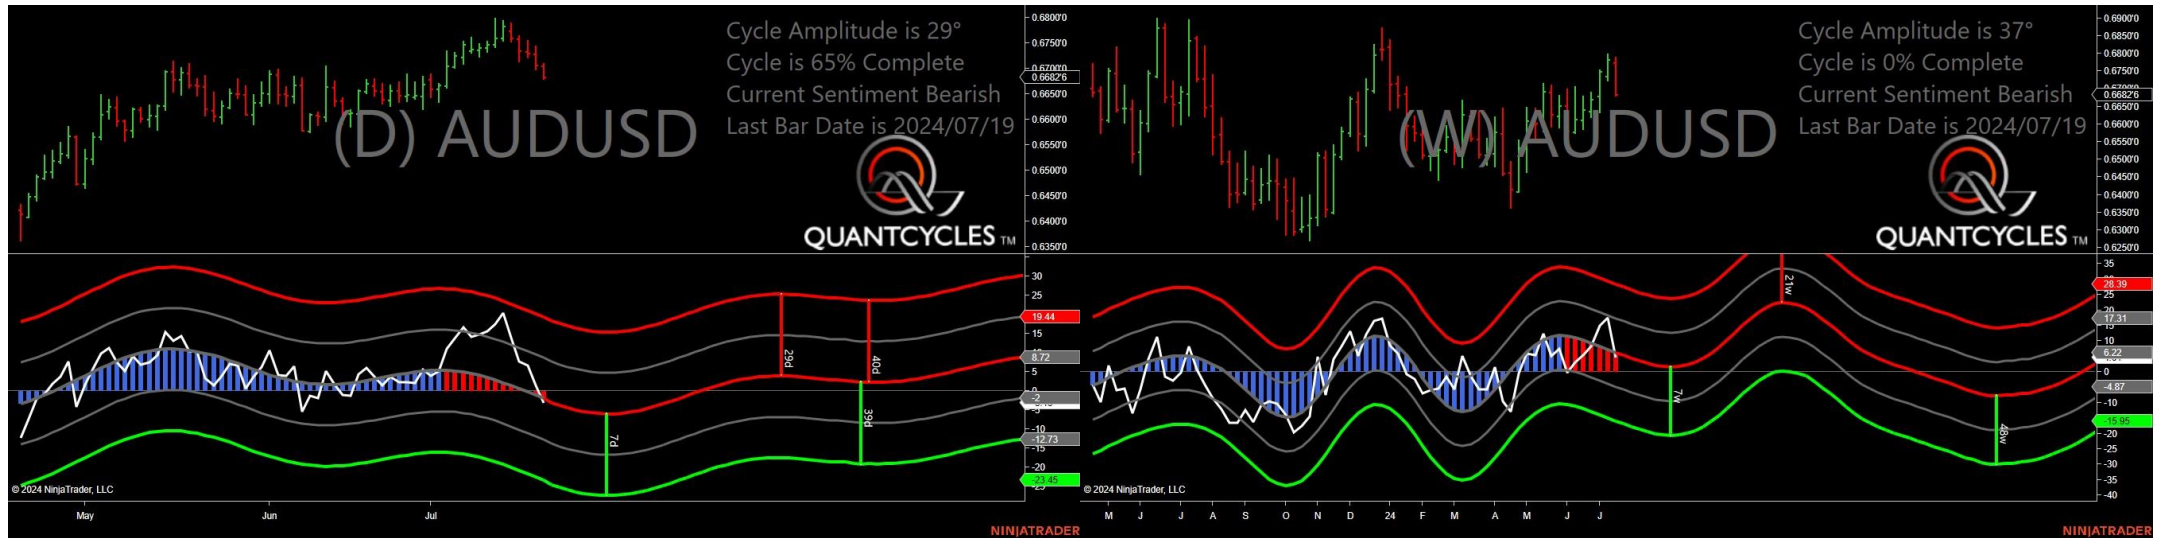 Cycle Amplitude is 29°
Cycle is 65% Complete
Current Sentiment Bearish
Last Bar Date is 2024/07/19
(D) AUDUSD
QUANTCYCLES TM
0.6800'0
0.6750'0
0.6700'0
0.6682'6
0.6650'0
0.6600'0
0.6550'0
0.6500'0
0.6450'0
0.6400'0
0.6350'0
30
25
19.44
15
8.72
5
0
-2
-10
-12.73
-15
-20
-23.45
29d
40d
7d
39d
© 2024 NinjaTrader, LLC
May
Jun
Jul
NINJATRADER
Cycle Amplitude is 37°
Cycle is 0% Complete
Current Sentiment Bearish
Last Bar Date is 2024/07/19
(W) AUDUSD
QUANTCYCLES TM
0.6900'0
0.6850'0
0.6800'0
0.6750'0
0.6682'6
0.6650'0
0.6600'0
0.6550'0
0.6500'0
0.6450'0
0.6400'0
0.6350'0
0.6300'0
0.6250'0
35
28.39
25
17.31
15
10
6.22
0
-4.87
-10
-15.95
-20
-25
-30
-35
-40
21w
7w
48w
© 2024 NinjaTrader, LLC
M
J
J
A
S
O
N
D
24
F
M
A
M
J
J
NINJATRADER